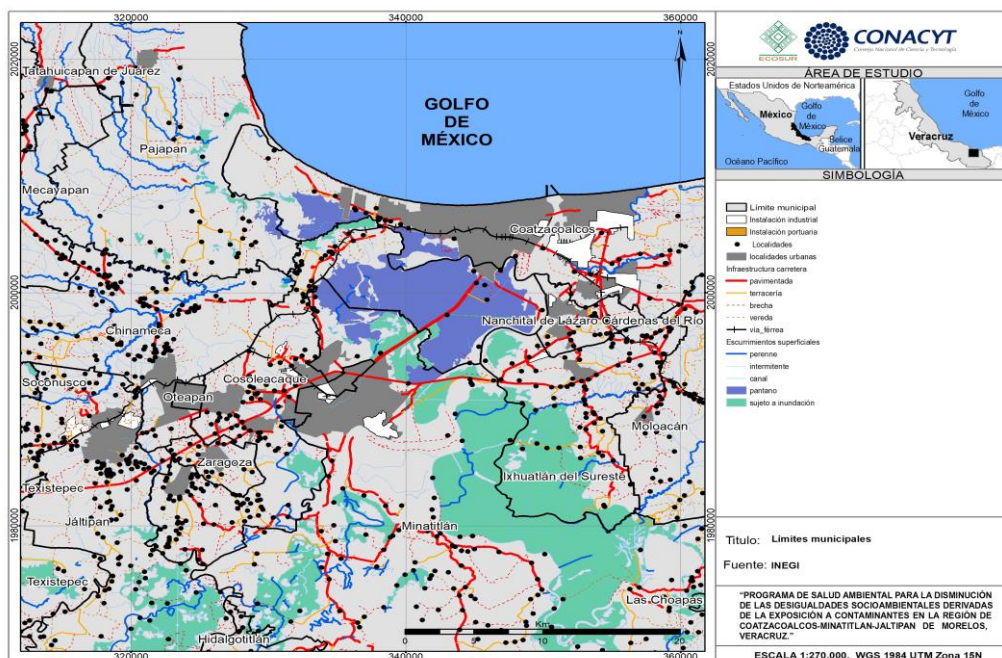 320000
340000
360000
2020000
2020000
2000000
2000000
1980000
1980000
320000
340000
360000
N
GOLFO
DE
MÉXICO
Tatahuicapan de Juárez
Pajapan
Mecayapan
Coatzacoalcos
Chinameca
Nanchital de Lázaro Cárdenas del Río
Soconusco
Cosoleacaque
Oteapan
Moloacán
Zaragoza
Ixhuatlán del Sureste
Texistepec
Jáltipan
Minatitlán
Texistepec
Las Choapas
Hidalgotitlán
Km
20
ECOSUR
CONACYT
Consejo Nacional de Ciencia y Tecnología
ÁREA DE ESTUDIO
Estados Unidos de Norteamérica
México
Golfo
de
México
Belice
Guatemala
Océano Pacífico
Golfo
de
México
Veracruz
SIMBOLOGÍA
Límite municipal
Instalación industrial
Instalación portuaria
Localidades
localidades urbanas
Infraestructura carretera
pavimentada
terracería
brecha
vereda
vía_férrea
Escurrimientos superficiales
perenne
intermitente
canal
pantano
sujeto a inundación
Titulo: Límites municipales
Fuente: INEGI
“PROGRAMA DE SALUD AMBIENTAL PARA LA DISMINUCIÓN
DE LAS DESIGUALDADES SOCIOAMBIENTALES DERIVADAS
DE LA EXPOSICIÓN A CONTAMINANTES EN LA REGIÓN DE
COATZACOALCOS-MINATITLAN-JALTIPAN DE MORELOS,
VERACRUZ.”
ESCALA 1:270,000, WGS 1984 UTM Zona 15N